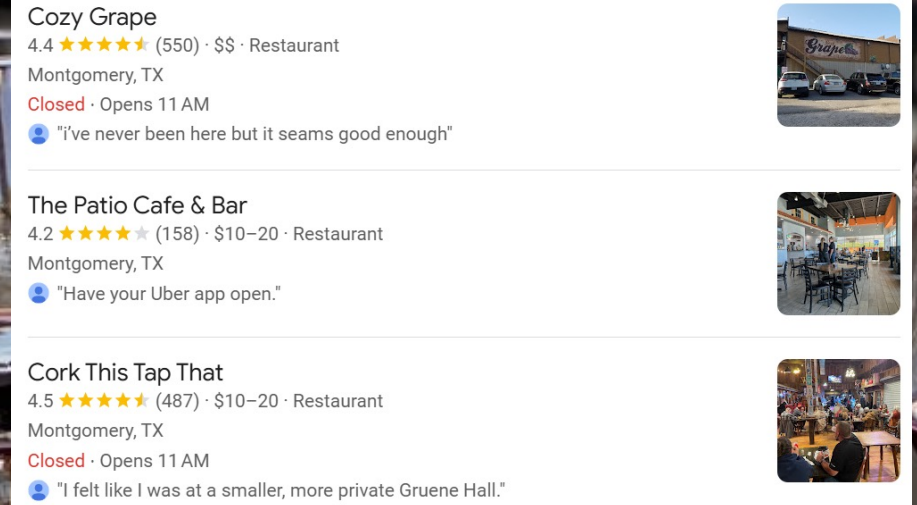 Cozy Grape
4.4 ★★★★★ (550) · $$ · Restaurant
Montgomery, TX
Closed · Opens 11 AM
"i've never been here but it seams good enough"
Grape
The Patio Cafe & Bar
4.2 ★★★★★ (158) · $10–20 · Restaurant
Montgomery, TX
"Have your Uber app open."
Cork This Tap That
4.5 ★★★★★ (487) · $10–20 · Restaurant
Montgomery, TX
Closed · Opens 11 AM
"I felt like I was at a smaller, more private Gruene Hall."